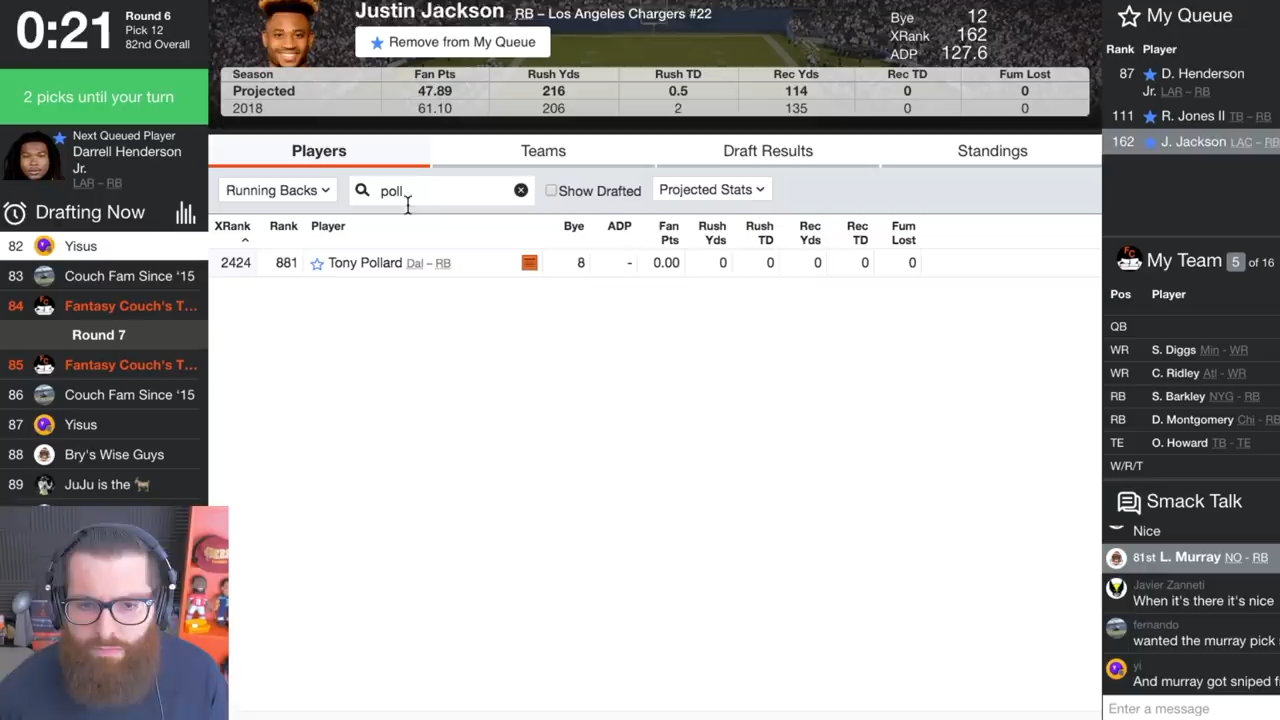 0:21
Round 6
Pick 12
82nd Overall
2 picks until your turn
Next Queued Player
Darrell Henderson
Jr.
LAR – RB
Drafting Now
82 Yisus
83 Couch Fam Since '15
84 Fantasy Couch's T...
Round 7
85 Fantasy Couch's T...
86 Couch Fam Since '15
87 Yisus
88 Bry's Wise Guys
89 JuJu is the
Justin Jackson RB – Los Angeles Chargers #22
Remove from My Queue
Bye 12
XRank 162
ADP 127.6
Season Fan Pts Rush Yds Rush TD Rec Yds Rec TD Fum Lost
Projected 47.89 216 0.5 114 0 0
2018 61.10 206 2 135 0 0
Players Teams Draft Results Standings
Running Backs poll Show Drafted Projected Stats
XRank Rank Player Bye ADP Fan Pts Rush Yds Rush TD Rec Yds Rec TD Fum Lost
2424 881 Tony Pollard Dal – RB 8 - 0.00 0 0 0 0 0
My Queue
Rank Player
87 D. Henderson
Jr. LAR – RB
111 R. Jones II TB – RB
162 J. Jackson LAC – RB
My Team 5 of 16
Pos Player
QB
WR S. Diggs Min - WR
WR C. Ridley Atl - WR
RB S. Barkley NYG - RB
RB D. Montgomery Chi - RB
TE O. Howard TB - TE
W/R/T
Smack Talk
Nice
81st L. Murray NO - RB
Javier Zanneti
When it's there it's nice
fernando
wanted the murray pick
yi
And murray got sniped f
Enter a message